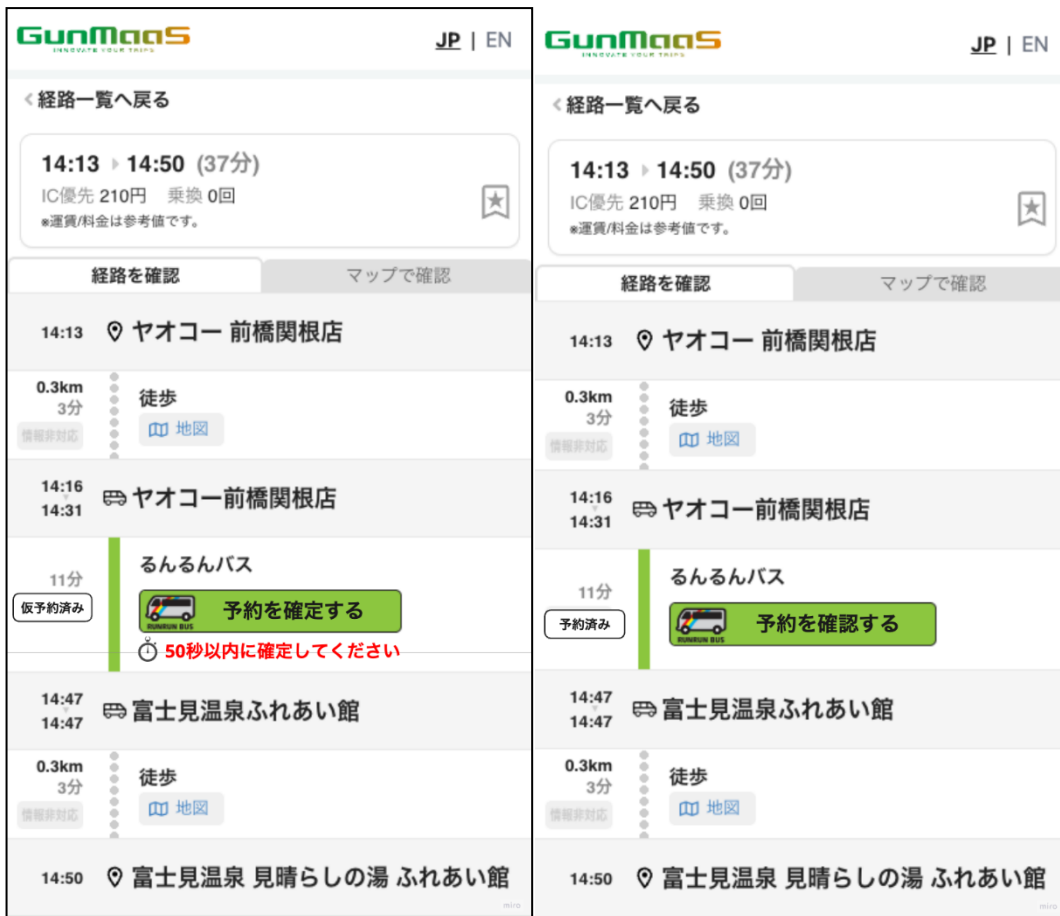 GunMaaS
INNOVATE YOUR TRIPS
JP | EN
経路一覧へ戻る
14:13 14:50 (37分)
IC優先 210円 乗換 0回
※運賃/料金は参考値です。
経路を確認 マップで確認
14:13 ヤオコー 前橋関根店
0.3km
3分
情報非対応
徒歩
地図
14:16
14:31
ヤオコー前橋関根店
11分
仮予約済み
るんるんバス
RUNRUN BUS
予約を確定する
50秒以内に確定してください
14:47
14:47
富士見温泉ふれあい館
0.3km
3分
情報非対応
徒歩
地図
14:50 富士見温泉 見晴らしの湯 ふれあい館
miro
GunMaaS
INNOVATE YOUR TRIPS
JP | EN
経路一覧へ戻る
14:13 14:50 (37分)
IC優先 210円 乗換 0回
※運賃/料金は参考値です。
経路を確認 マップで確認
14:13 ヤオコー 前橋関根店
0.3km
3分
情報非対応
徒歩
地図
14:16
14:31
ヤオコー前橋関根店
11分
予約済み
るんるんバス
RUNRUN BUS
予約を確認する
14:47
14:47
富士見温泉ふれあい館
0.3km
3分
情報非対応
徒歩
地図
14:50 富士見温泉 見晴らしの湯 ふれあい館
miro